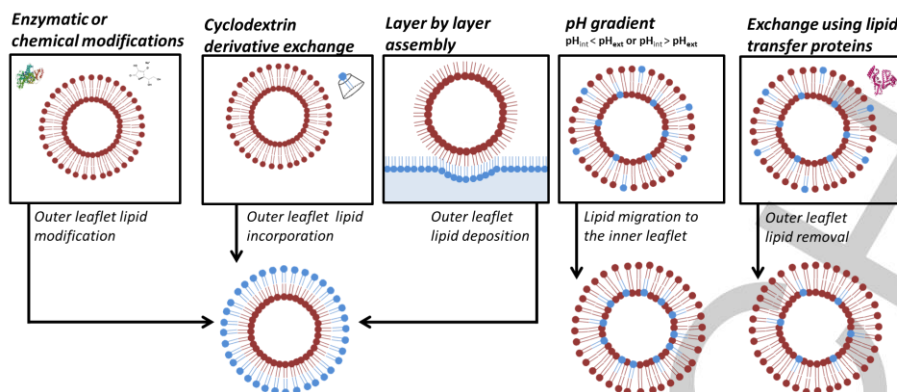 Enzymatic or
chemical modifications
Cyclodextrin
derivative exchange
Layer by layer
assembly
pH gradient
pHint < pHext or pHint > pHext
Exchange using lipid
transfer proteins
Outer leaflet lipid
modification
Outer leaflet lipid
incorporation
Outer leaflet
lipid deposition
Lipid migration to
the inner leaflet
Outer leaflet
lipid removal